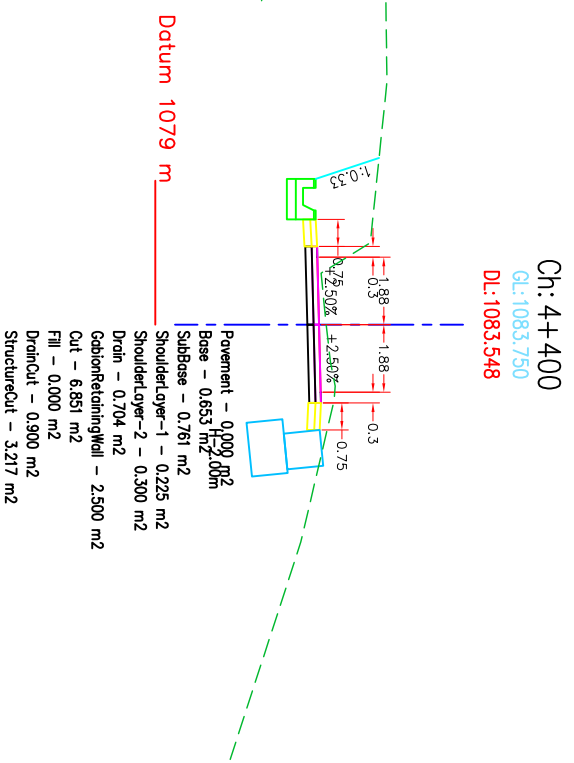 Ch: 4+400
GL:1083.750
DL:1083.548
1:0.33
0.75
0.3
1.88
1.88
0.3
0.75
+2.50%
±2.50%
H=2.00m
Datum 1079 m
Pavement - 0.000 m2
Base - 0.653 m2
SubBase - 0.761 m2
ShoulderLayer-1 - 0.225 m2
ShoulderLayer-2 - 0.300 m2
Drain - 0.704 m2
GabionRetainingWall - 2.500 m2
Cut - 6.851 m2
Fill - 0.000 m2
DrainCut - 0.900 m2
StructureCut - 3.217 m2